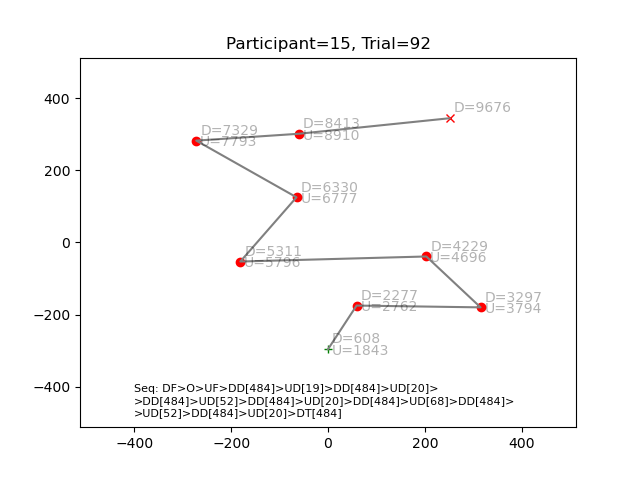 Participant=15, Trial=92
400
200
0
−200
−400
−400
−200
0
200
400
D=9676
D=8413
U=8910
D=7329
U=7793
D=6330
U=6777
D=5311
U=5796
D=4229
U=4696
D=3297
U=3794
D=2277
U=2762
D=608
U=1843
Seq: DF>O>UF>DD[484]>UD[19]>DD[484]>UD[20]>
>DD[484]>UD[52]>DD[484]>UD[20]>DD[484]>UD[68]>DD[484]>
>UD[52]>DD[484]>UD[20]>DT[484]